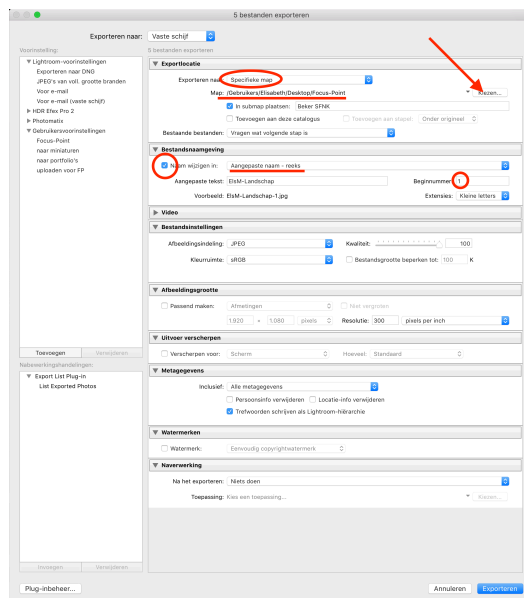 5 bestanden exporteren
Exporteren naar: Vaste schijf
Voorinstelling:
Lightroom-voorinstellingen
Exporteren naar DNG
JPEG's van voll. grootte branden
Voor e-mail
Voor e-mail (vaste schijf)
HDR Efex Pro 2
Photomatix
Gebruikersvoorinstellingen
Focus-Point
naar miniaturen
naar portfolio's
uploaden voor FP
Toevoegen Verwijderen
Nabewerkingshandelingen:
Export List Plug-in
List Exported Photos
Invoegen Verwijderen
5 bestanden exporteren
Exportlocatie
Exporteren naar: Specifieke map
Map: /Gebruikers/Elisabeth/Desktop/Focus-Point Kiezen...
In submap plaatsen: Beker SFNK
Toevoegen aan deze catalogus Toevoegen aan stapel: Onder origineel
Bestaande bestanden: Vragen wat volgende stap is
Bestandsnaamgeving
Naam wijzigen in: Aangepaste naam - reeks
Aangepaste tekst: ElsM-Landschap Beginnummer: 1
Voorbeeld: ElsM-Landschap-1.jpg Extensies: Kleine letters
Video
Bestandsinstellingen
Afbeeldingsindeling: JPEG Kwaliteit: 100
Kleurruimte: sRGB Bestandsgrootte beperken tot: 100 K
Afbeeldingsgrootte
Passend maken: Afmetingen Niet vergroten
1.920 × 1.080 pixels Resolutie: 300 pixels per inch
Uitvoer verscherpen
Verscherpen voor: Scherm Hoeveel: Standaard
Metagegevens
Inclusief: Alle metagegevens
Persoonsinfo verwijderen Locatie-info verwijderen
Trefwoorden schrijven als Lightroom-hiërarchie
Watermerken
Watermerk: Eenvoudig copyrightwatermerk
Naverwerking
Na het exporteren: Niets doen
Toepassing: Kies een toepassing... Kiezen...
Plug-inbeheer... Annuleren Exporteren